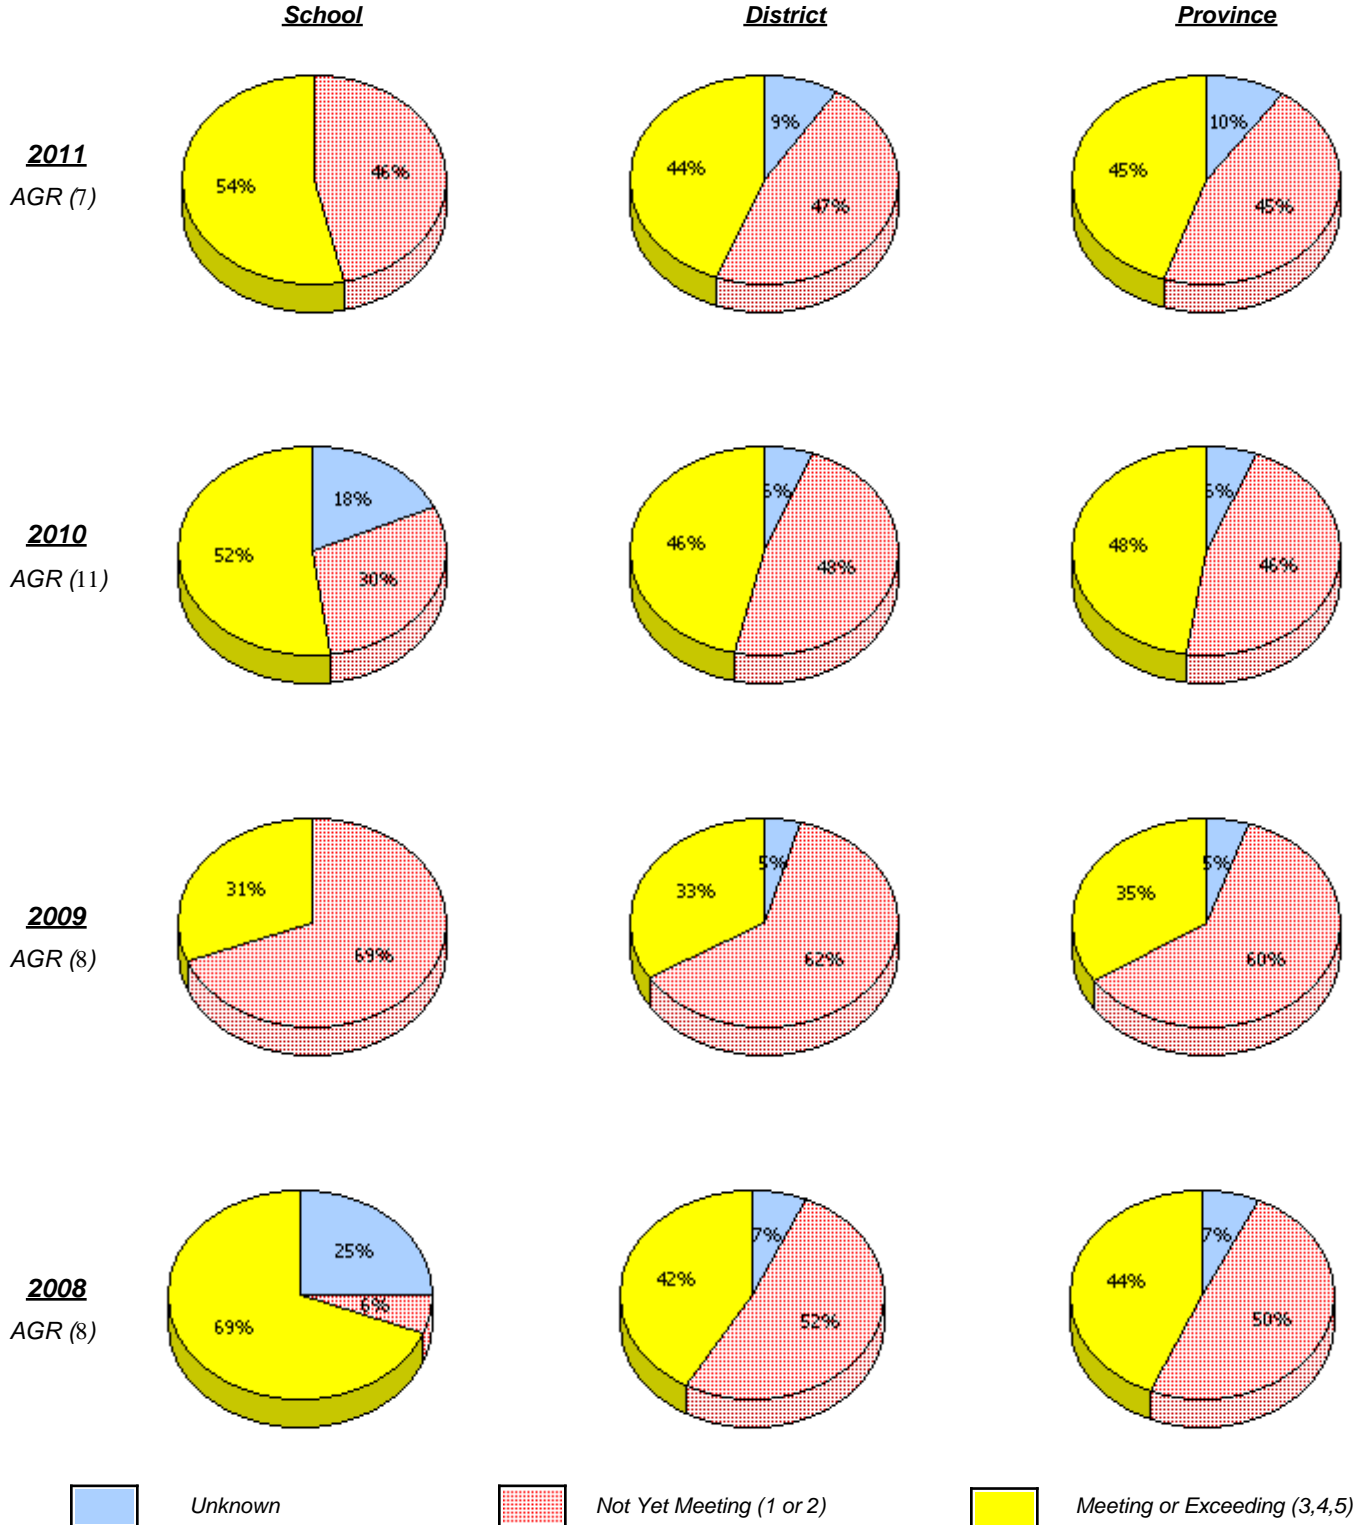 School District Province
2011
AGR (7)
54% 46%
44% 9% 47%
45% 10% 45%
2010
AGR (11)
52% 18% 30%
46% 48%
48% 46%
2009
AGR (8)
31% 69%
33% 5% 62%
35% 5% 60%
2008
AGR (8)
69% 25% 6%
42% 7% 52%
44% 7% 50%
Unknown Not Yet Meeting (1 or 2) Meeting or Exceeding (3,4,5)